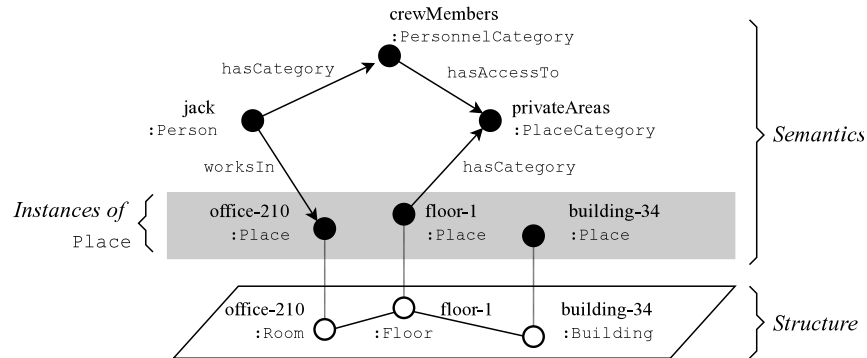 crewMembers
:PersonnelCategory
hasCategory
hasAccessTo
jack
:Person
privateAreas
:PlaceCategory
Semantics
worksIn
hasCategory
Instances of
Place
office-210
:Place
floor-1
:Place
building-34
:Place
office-210
:Room
:Floor
floor-1
building-34
:Building
Structure